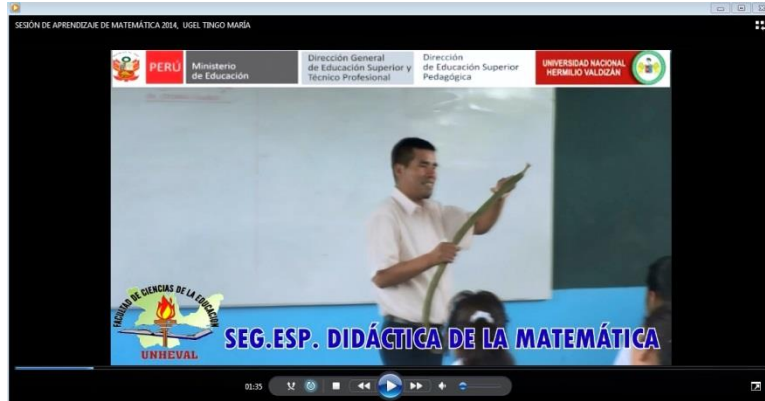 SESIÓN DE APRENDIZAJE DE MATEMÁTICA 2014, UGEL TINGO MARÍA
PERÚ
Ministerio
de Educación
Dirección General
de Educación Superior y
Técnico Profesional
Dirección
de Educación Superior
Pedagógica
UNIVERSIDAD NACIONAL
HERMILIO VALDIZÁN
FACULTAD DE CIENCIAS DE LA EDUCACIÓN
UNHEVAL
SEG.ESP. DIDÁCTICA DE LA MATEMÁTICA
01:35